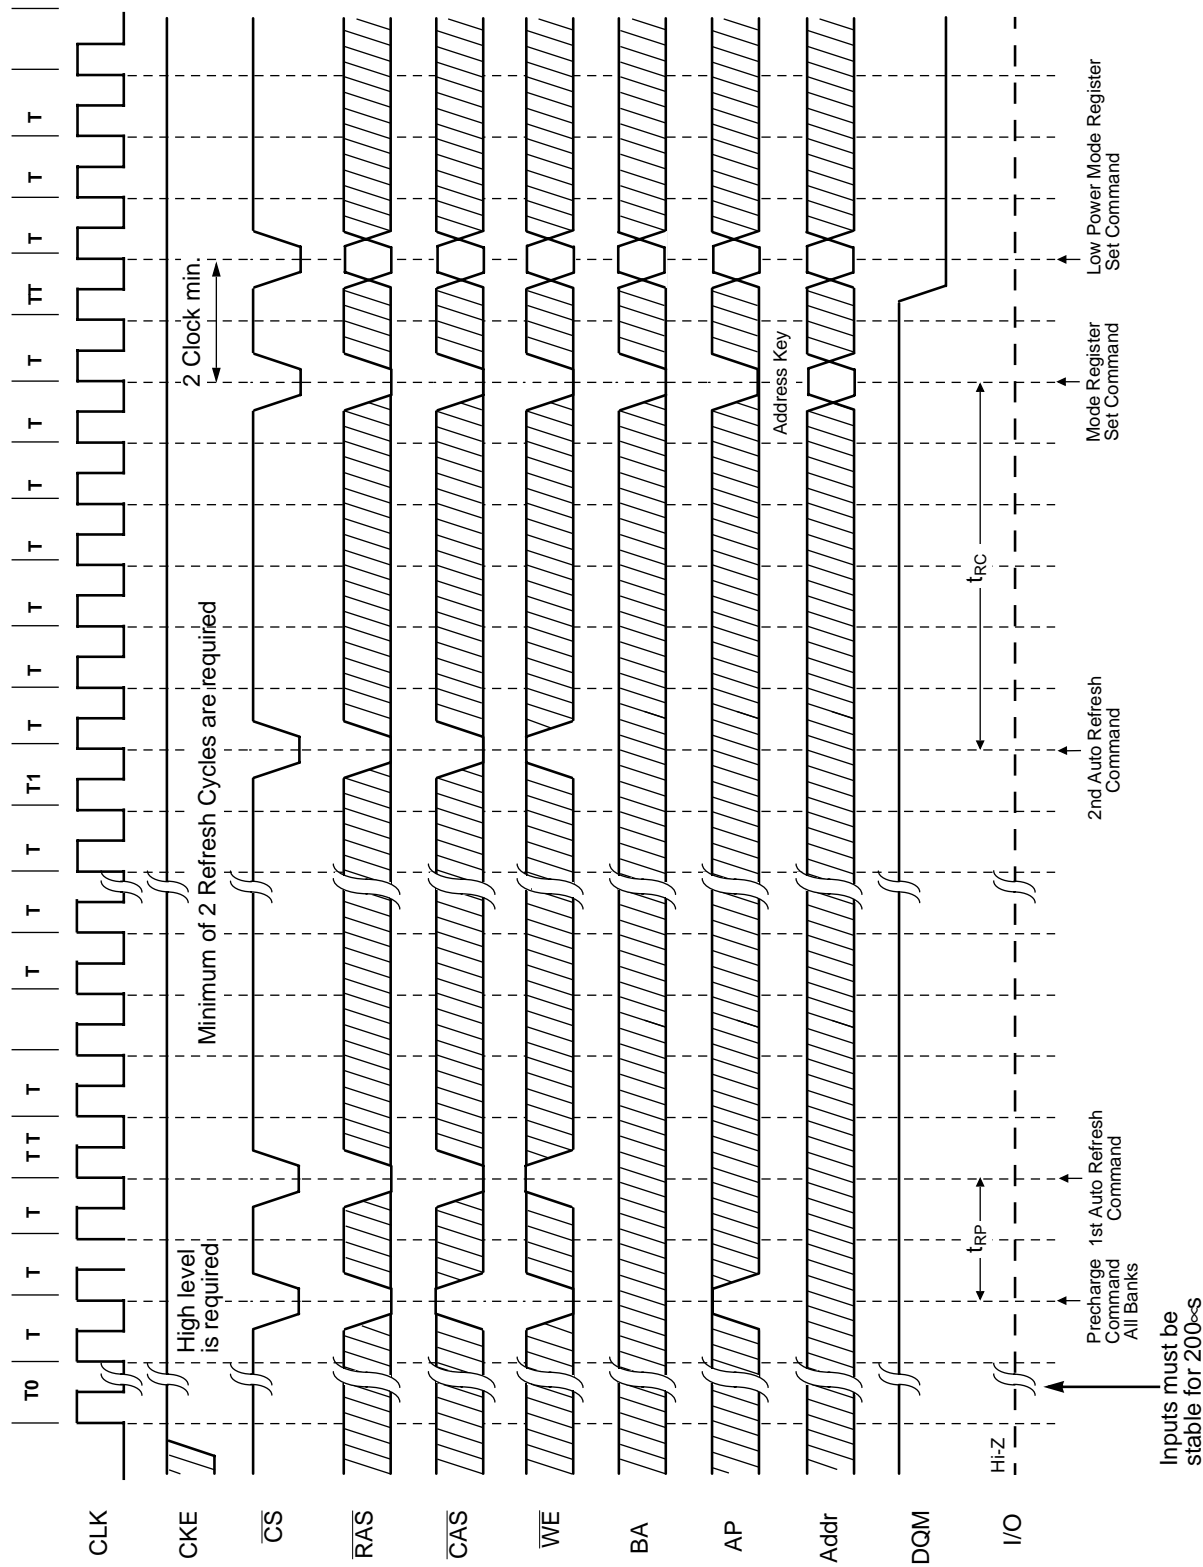 T0
T
T
T
T T
T
T
T
T
T1
T
T
T
T
T
T
T
TT
T
T
T
CLK
CKE
High level
is required
Minimum of 2 Refresh Cycles are required
2 Clock min.
CS
RAS
CAS
WE
BA
AP
Address Key
Addr
DQM
tRP
tRC
I/O
Hi-Z
Precharge
Command
All Banks
1st Auto Refresh
Command
2nd Auto Refresh
Command
Mode Register
Set Command
Low Power Mode Register
Set Command
Inputs must be
stable for 200∝s